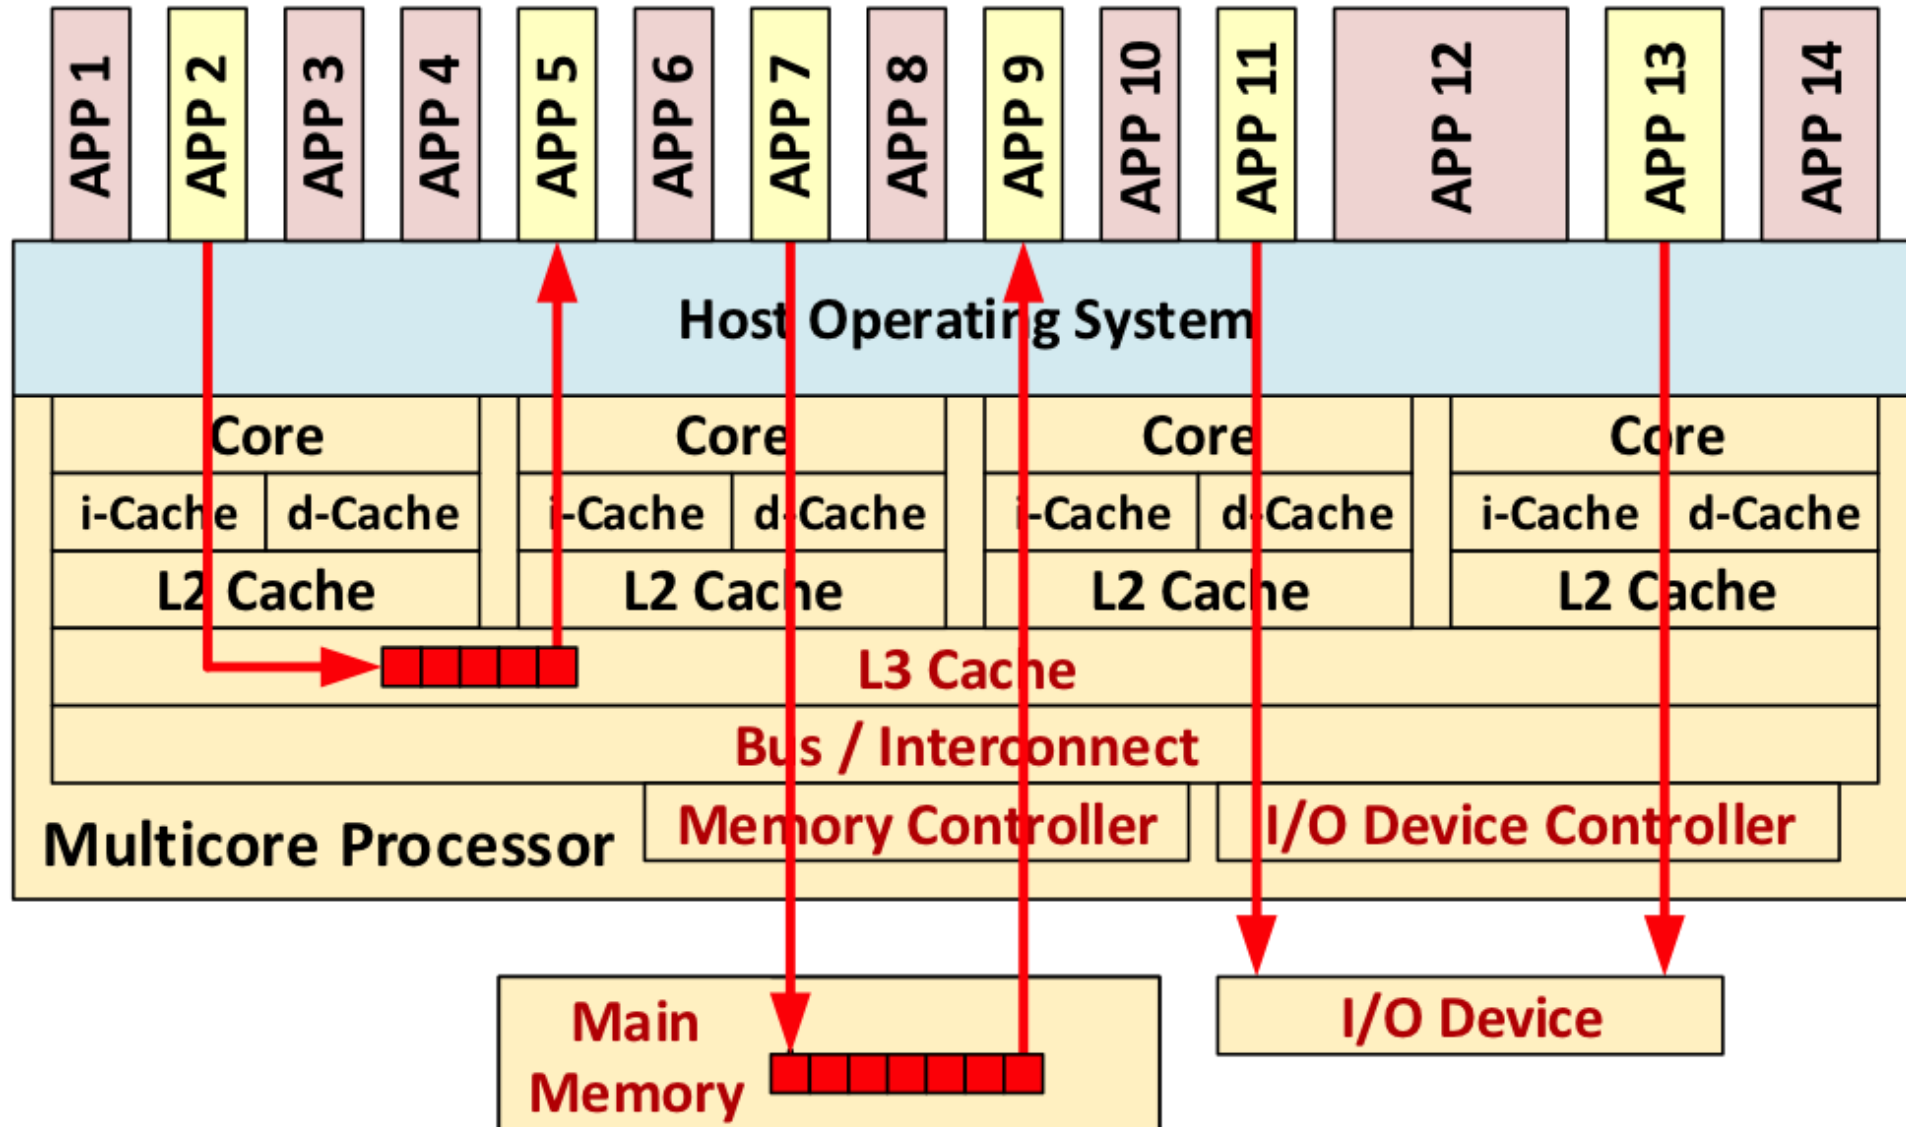 APP 1
APP 2
APP 3
APP 4
APP 5
APP 6
APP 7
APP 8
APP 9
APP 10
APP 11
APP 12
APP 13
APP 14
Host Operating System
Core
Core
Core
Core
i-Cache
d-Cache
i-Cache
d-Cache
i-Cache
d-Cache
i-Cache
d-Cache
L2 Cache
L2 Cache
L2 Cache
L2 Cache
L3 Cache
Bus / Interconnect
Memory Controller
I/O Device Controller
Multicore Processor
Main
Memory
I/O Device